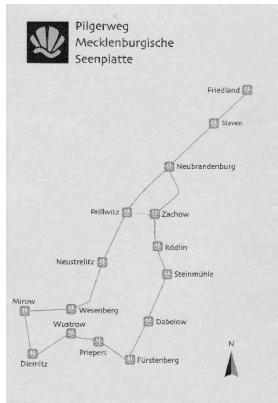 Pilgerweg
Mecklenburgische
Seenplatte
Friedland
Staven
Neubrandenburg
Prillwitz
Zachow
Rödlin
Neustrelitz
Steinmühle
Mirow
Wesenberg
Wustrow
Dabelow
Priepert
Diemitz
Fürstenberg
N